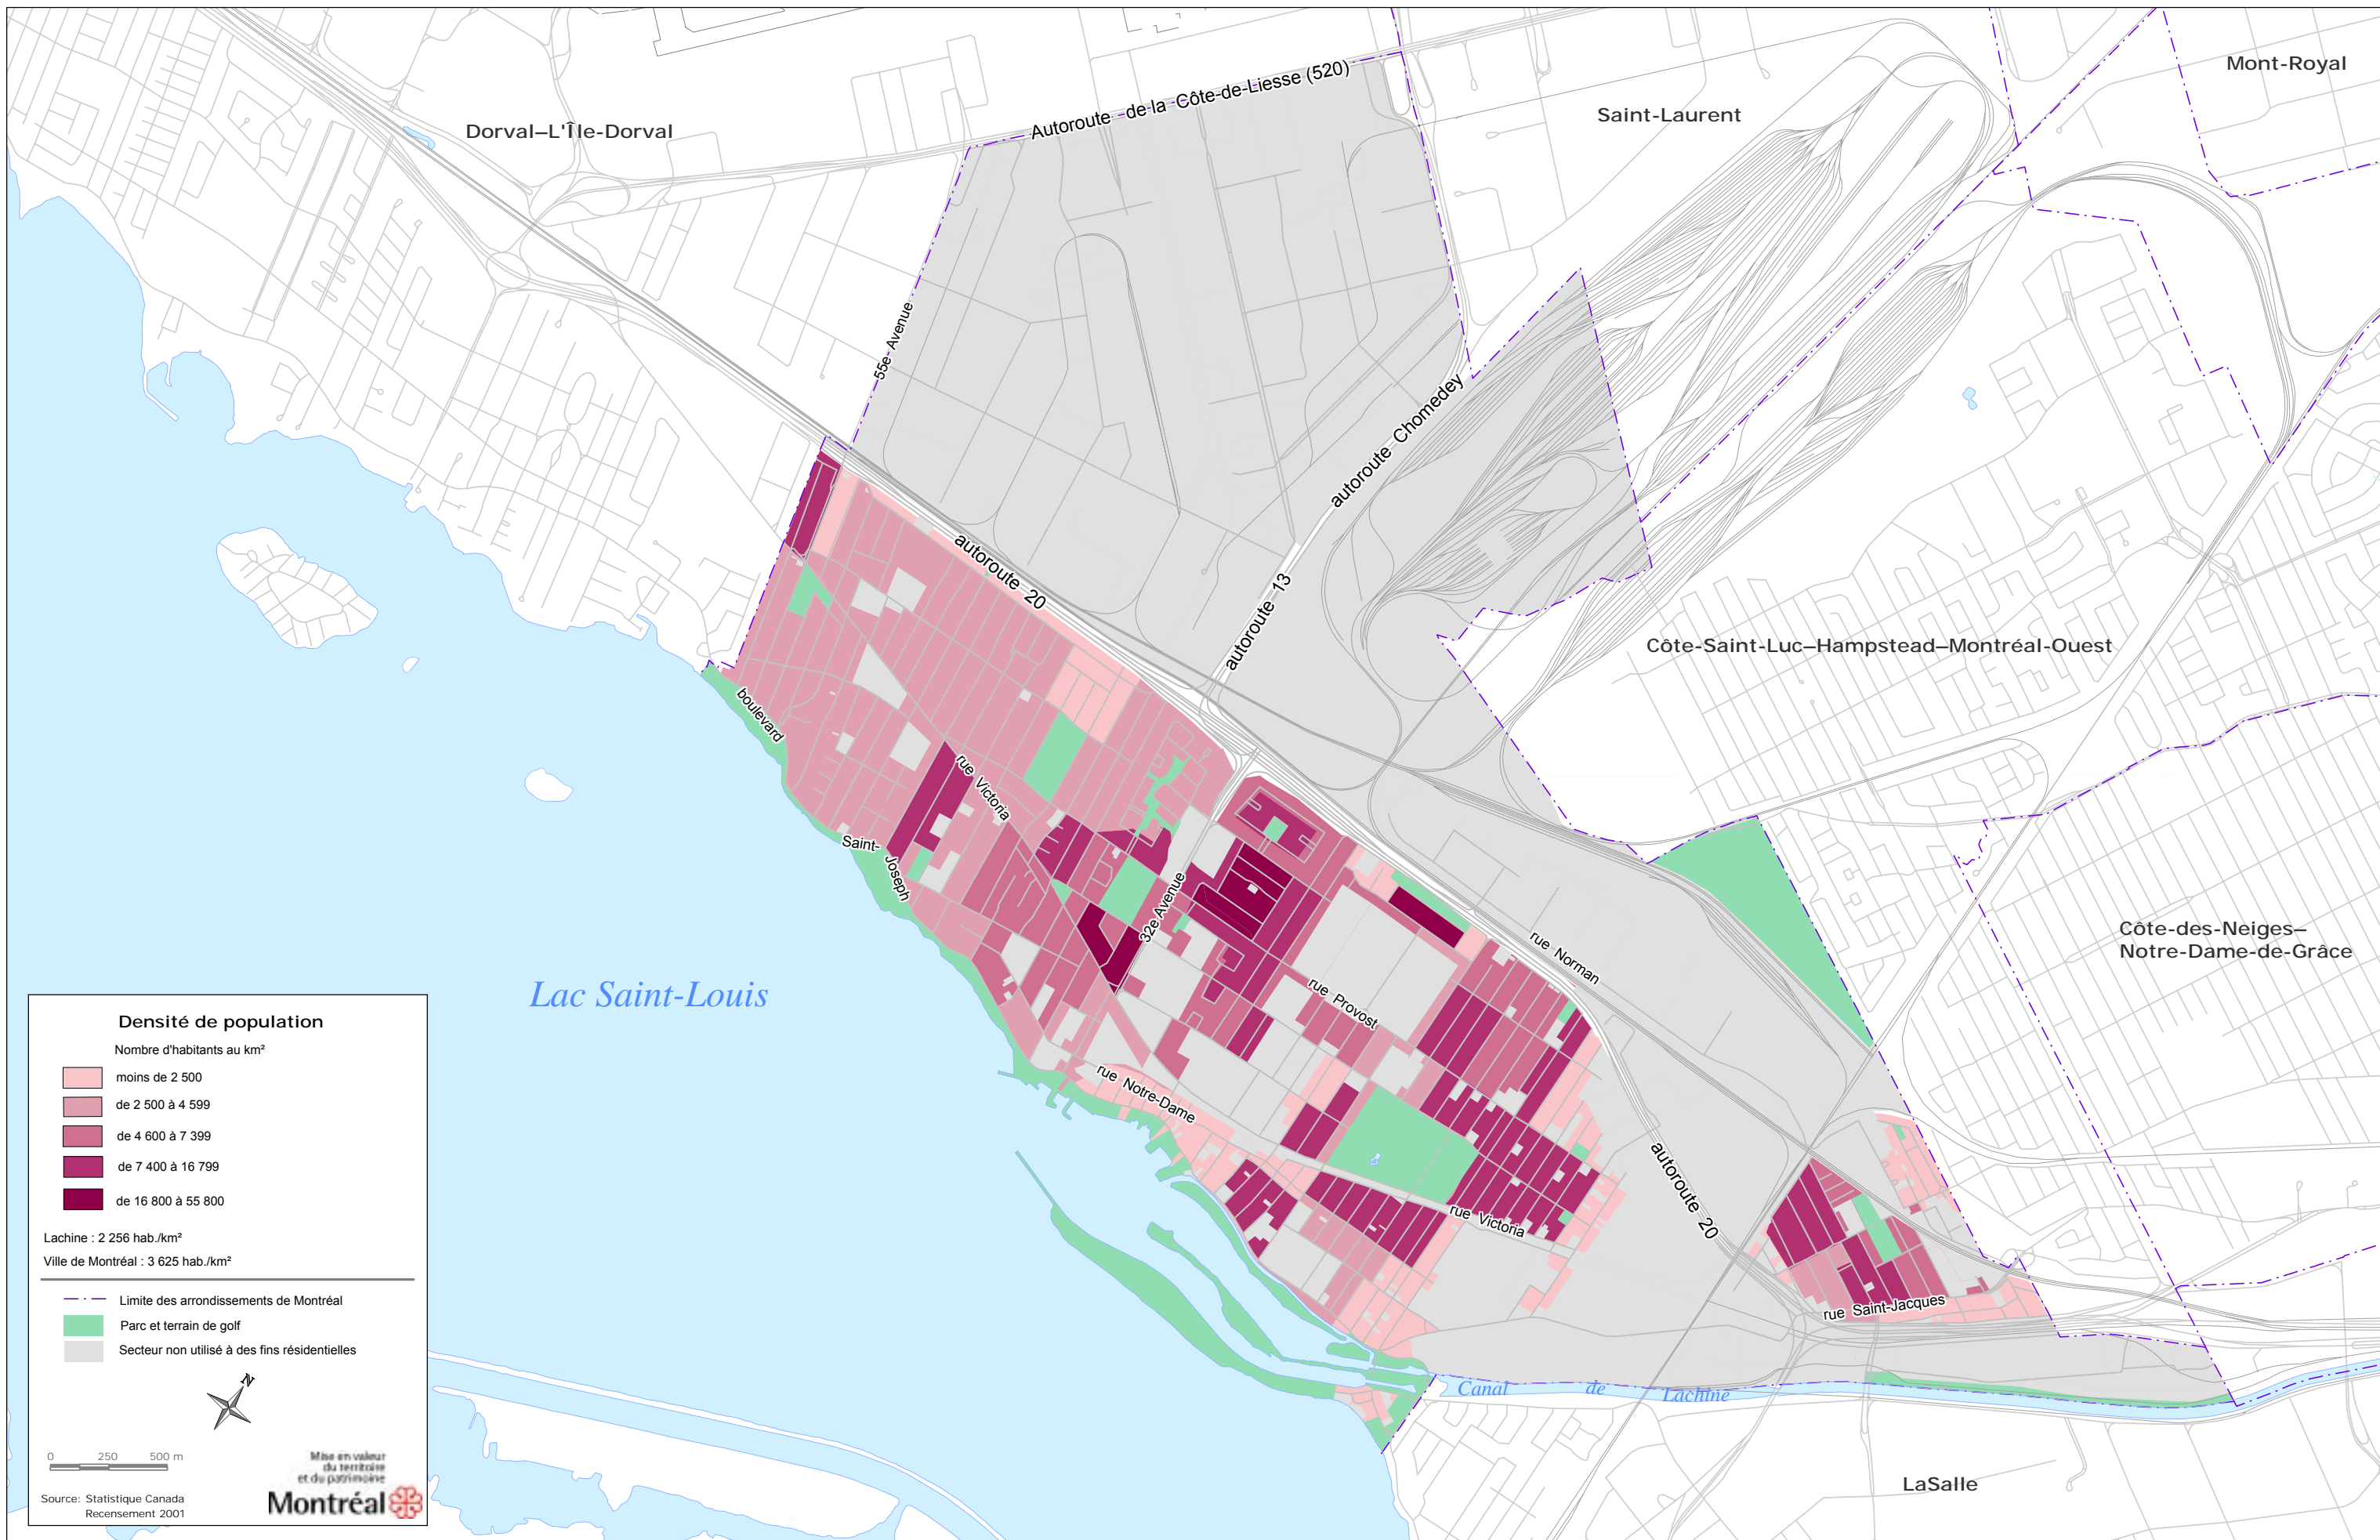 Mont-Royal
Autoroute de la Côte-de-Liesse (520)
Saint-Laurent
Dorval–L'Île-Dorval
55e Avenue
autoroute Chomedey
autoroute 20
autoroute 13
Côte-Saint-Luc–Hampstead–Montréal-Ouest
boulevard
rue Victoria
Saint-
Joseph
32e Avenue
rue Norman
Côte-des-Neiges–
Notre-Dame-de-Grâce
Lac Saint-Louis
rue Provost
rue Notre-Dame
autoroute 20
rue Victoria
rue Saint-Jacques
Canal de Lachine
LaSalle
Densité de population
Nombre d'habitants au km²
moins de 2 500
de 2 500 à 4 599
de 4 600 à 7 399
de 7 400 à 16 799
de 16 800 à 55 800
Lachine : 2 256 hab./km²
Ville de Montréal : 3 625 hab./km²
Limite des arrondissements de Montréal
Parc et terrain de golf
Secteur non utilisé à des fins résidentielles
N
0 250 500 m
Mise en valeur
du territoire
et du patrimoine
Montréal
Source: Statistique Canada
Recensement 2001